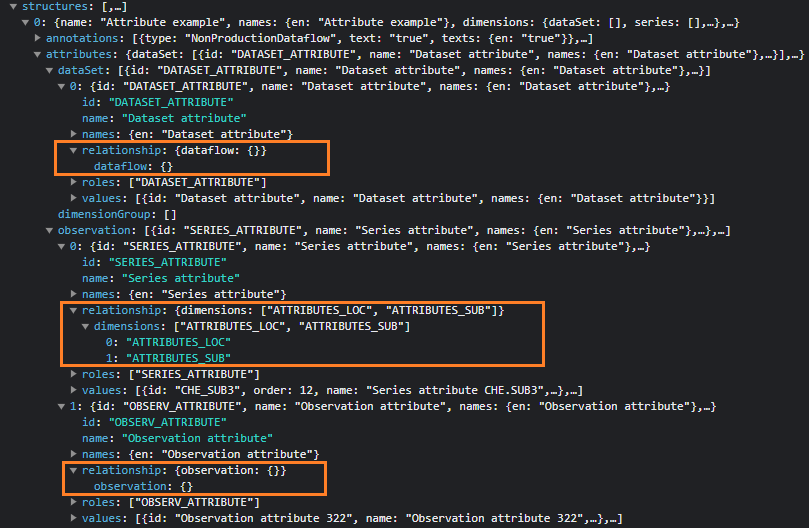 structures: [,…]
0: {name: "Attribute example", names: {en: "Attribute example"}, dimensions: {dataSet: [], series: [],…},…}
annotations: [{type: "NonProductionDataflow", text: "true", texts: {en: "true"}},…]
attributes: {dataSet: [{id: "DATASET_ATTRIBUTE", name: "Dataset attribute", names: {en: "Dataset attribute"},…}],…}
dataSet: [{id: "DATASET_ATTRIBUTE", name: "Dataset attribute", names: {en: "Dataset attribute"},…}]
0: {id: "DATASET_ATTRIBUTE", name: "Dataset attribute", names: {en: "Dataset attribute"},…}
id: "DATASET_ATTRIBUTE"
name: "Dataset attribute"
names: {en: "Dataset attribute"}
relationship: {dataflow: {}}
dataflow: {}
roles: ["DATASET_ATTRIBUTE"]
values: [{id: "Dataset attribute", name: "Dataset attribute", names: {en: "Dataset attribute"}}]
dimensionGroup: []
observation: [{id: "SERIES_ATTRIBUTE", name: "Series attribute", names: {en: "Series attribute"},…},…]
0: {id: "SERIES_ATTRIBUTE", name: "Series attribute", names: {en: "Series attribute"},…}
id: "SERIES_ATTRIBUTE"
name: "Series attribute"
names: {en: "Series attribute"}
relationship: {dimensions: ["ATTRIBUTES_LOC", "ATTRIBUTES_SUB"]}
dimensions: ["ATTRIBUTES_LOC", "ATTRIBUTES_SUB"]
0: "ATTRIBUTES_LOC"
1: "ATTRIBUTES_SUB"
roles: ["SERIES_ATTRIBUTE"]
values: [{id: "CHE_SUB3", order: 12, name: "Series attribute CHE.SUB3",…},…]
1: {id: "OBSERV_ATTRIBUTE", name: "Observation attribute", names: {en: "Observation attribute"},…}
id: "OBSERV_ATTRIBUTE"
name: "Observation attribute"
names: {en: "Observation attribute"}
relationship: {observation: {}}
observation: {}
roles: ["OBSERV_ATTRIBUTE"]
values: [{id: "Observation attribute 322", name: "Observation attribute 322",…},…]